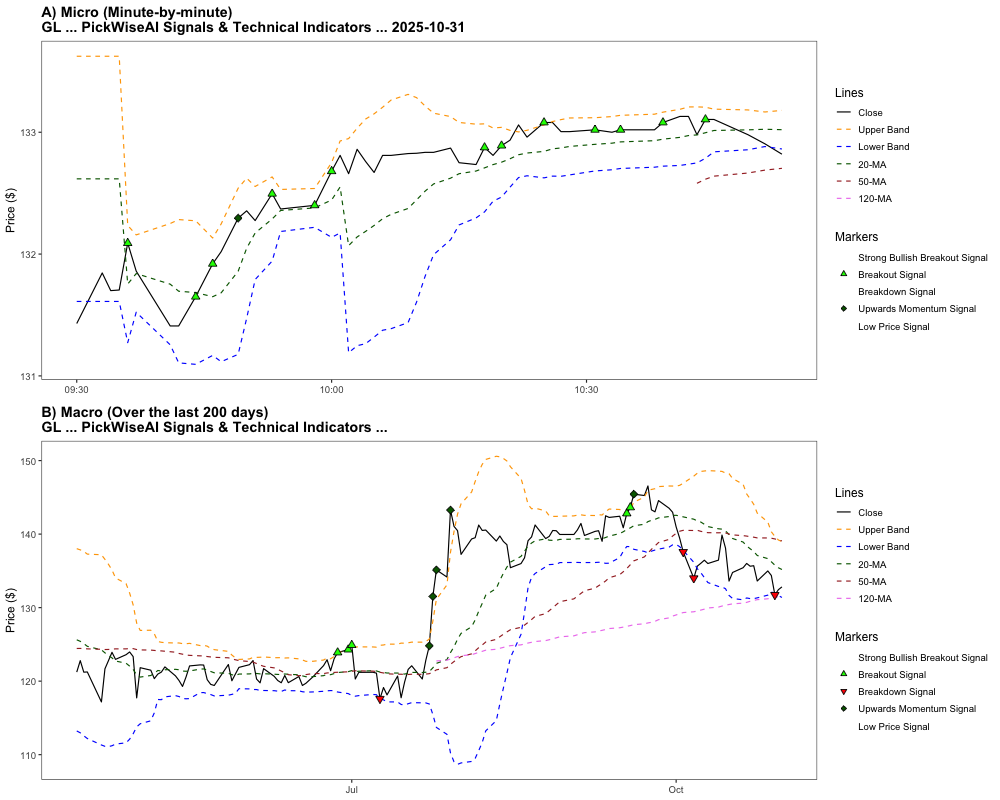 A) Micro (Minute-by-minute)
GL ... PickWiseAI Signals & Technical Indicators ... 2025-10-31
Price ($)
133
132
131
09:30
10:00
10:30
Lines
Close
Upper Band
Lower Band
20-MA
50-MA
120-MA
Markers
Strong Bullish Breakout Signal
Breakout Signal
Breakdown Signal
Upwards Momentum Signal
Low Price Signal
B) Macro (Over the last 200 days)
GL ... PickWiseAI Signals & Technical Indicators ...
Price ($)
150
140
130
120
110
Jul
Oct
Lines
Close
Upper Band
Lower Band
20-MA
50-MA
120-MA
Markers
Strong Bullish Breakout Signal
Breakout Signal
Breakdown Signal
Upwards Momentum Signal
Low Price Signal